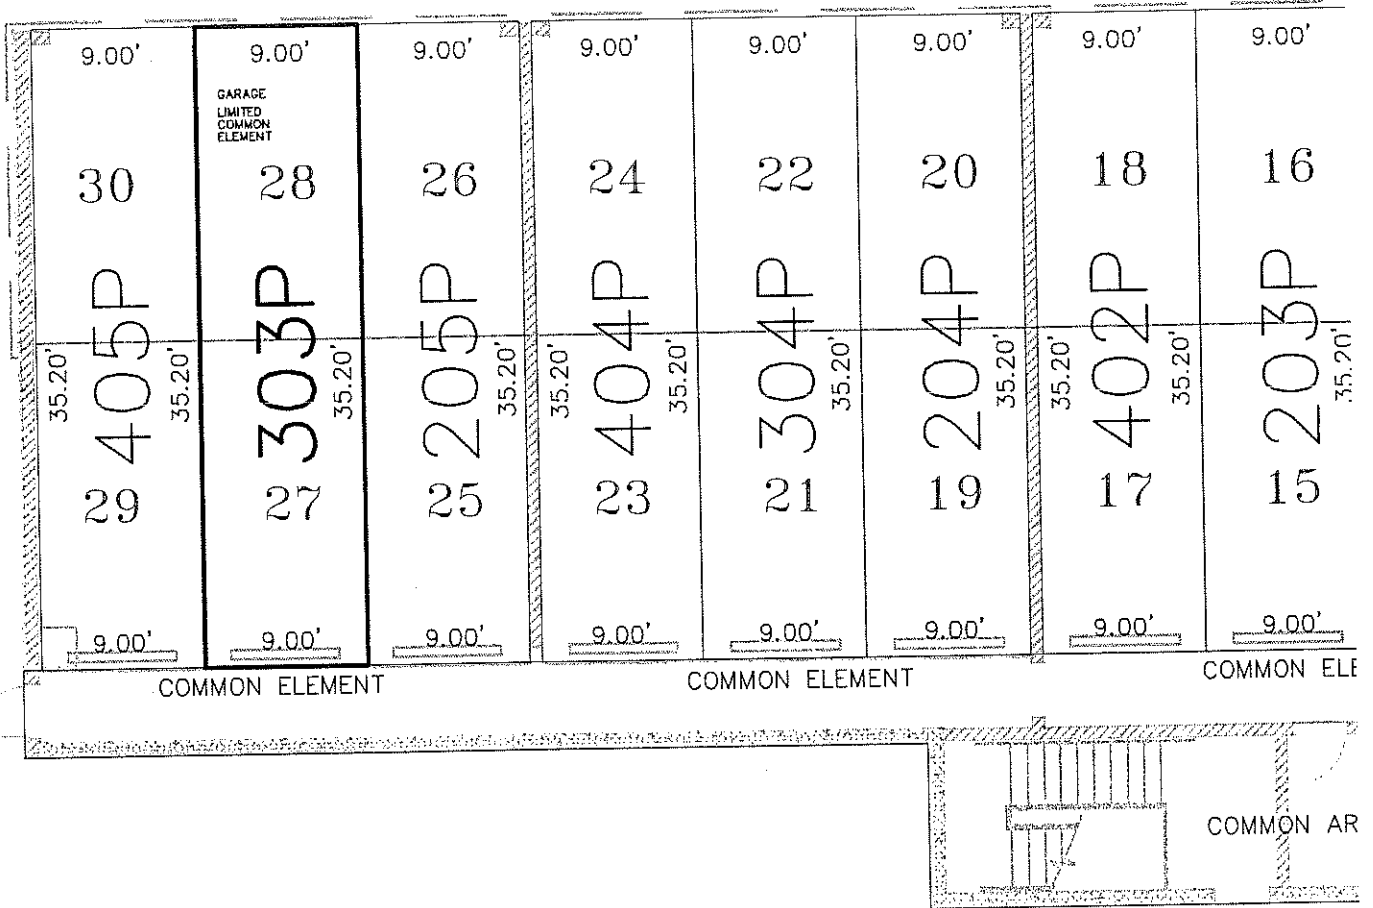 9.00' 9.00' 9.00' 9.00' 9.00' 9.00' 9.00' 9.00'
GARAGE
LIMITED
COMMON
ELEMENT
30 28 26 24 22 20 18 16
405P 303P 205P 404P 304P 204P 402P 203P
35.20' 35.20' 35.20' 35.20' 35.20' 35.20' 35.20' 35.20' 35.20' 35.20' 35.20'
29 27 25 23 21 19 17 15
9.00' 9.00' 9.00' 9.00' 9.00' 9.00' 9.00' 9.00'
COMMON ELEMENT COMMON ELEMENT COMMON ELE
COMMON AR